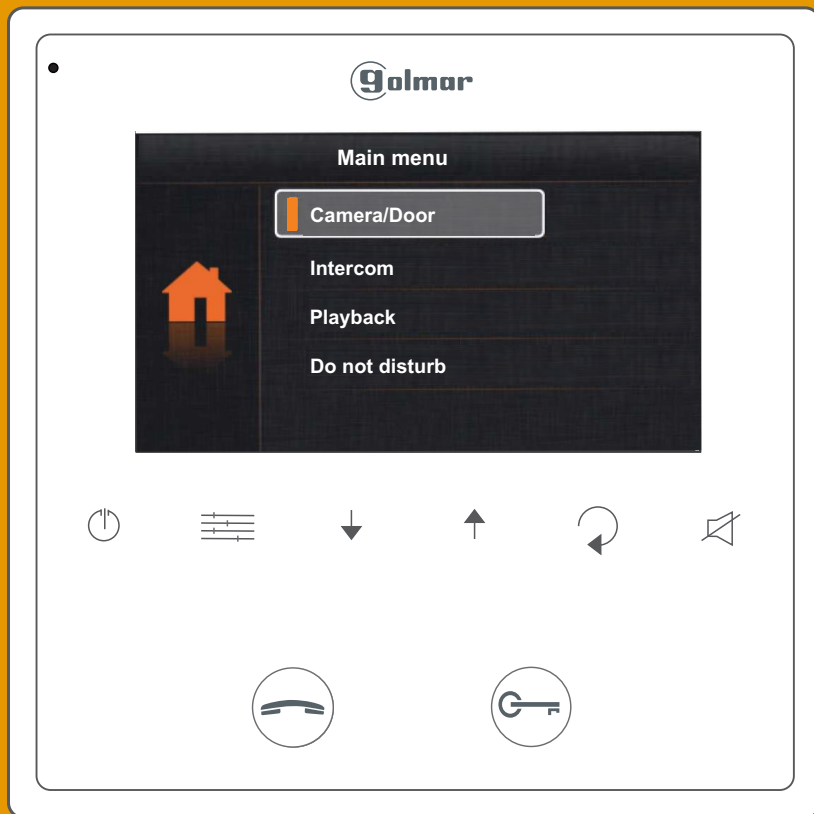 golmar
Main menu
Camera/Door
Intercom
Playback
Do not disturb